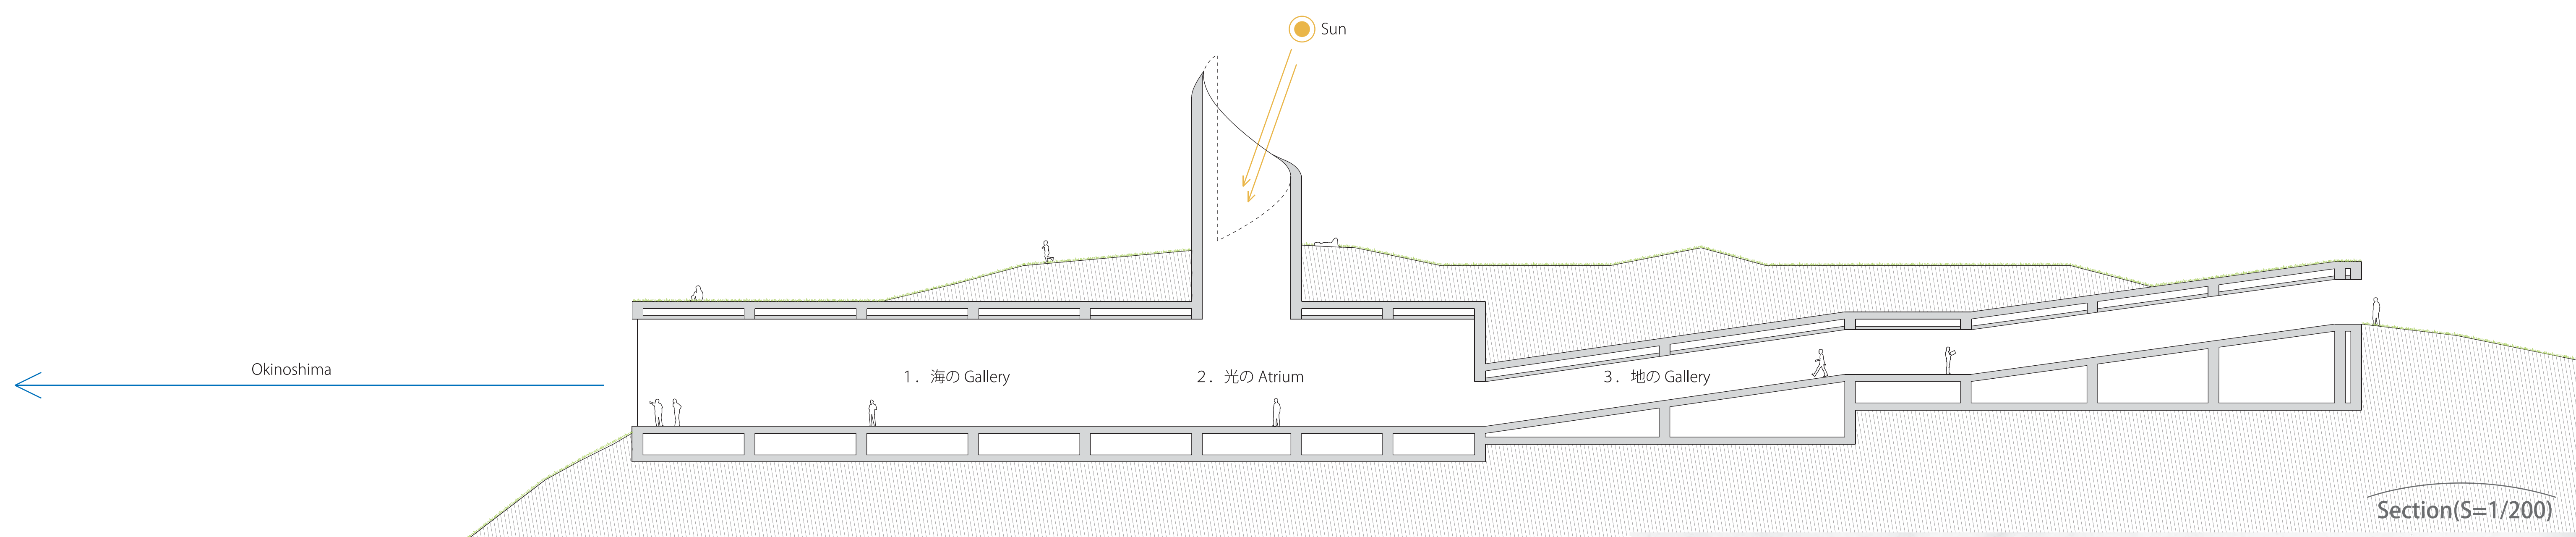 Sun
Okinoshima
1. 海の Gallery
2. 光の Atrium
3. 地の Gallery
Section(S=1/200)